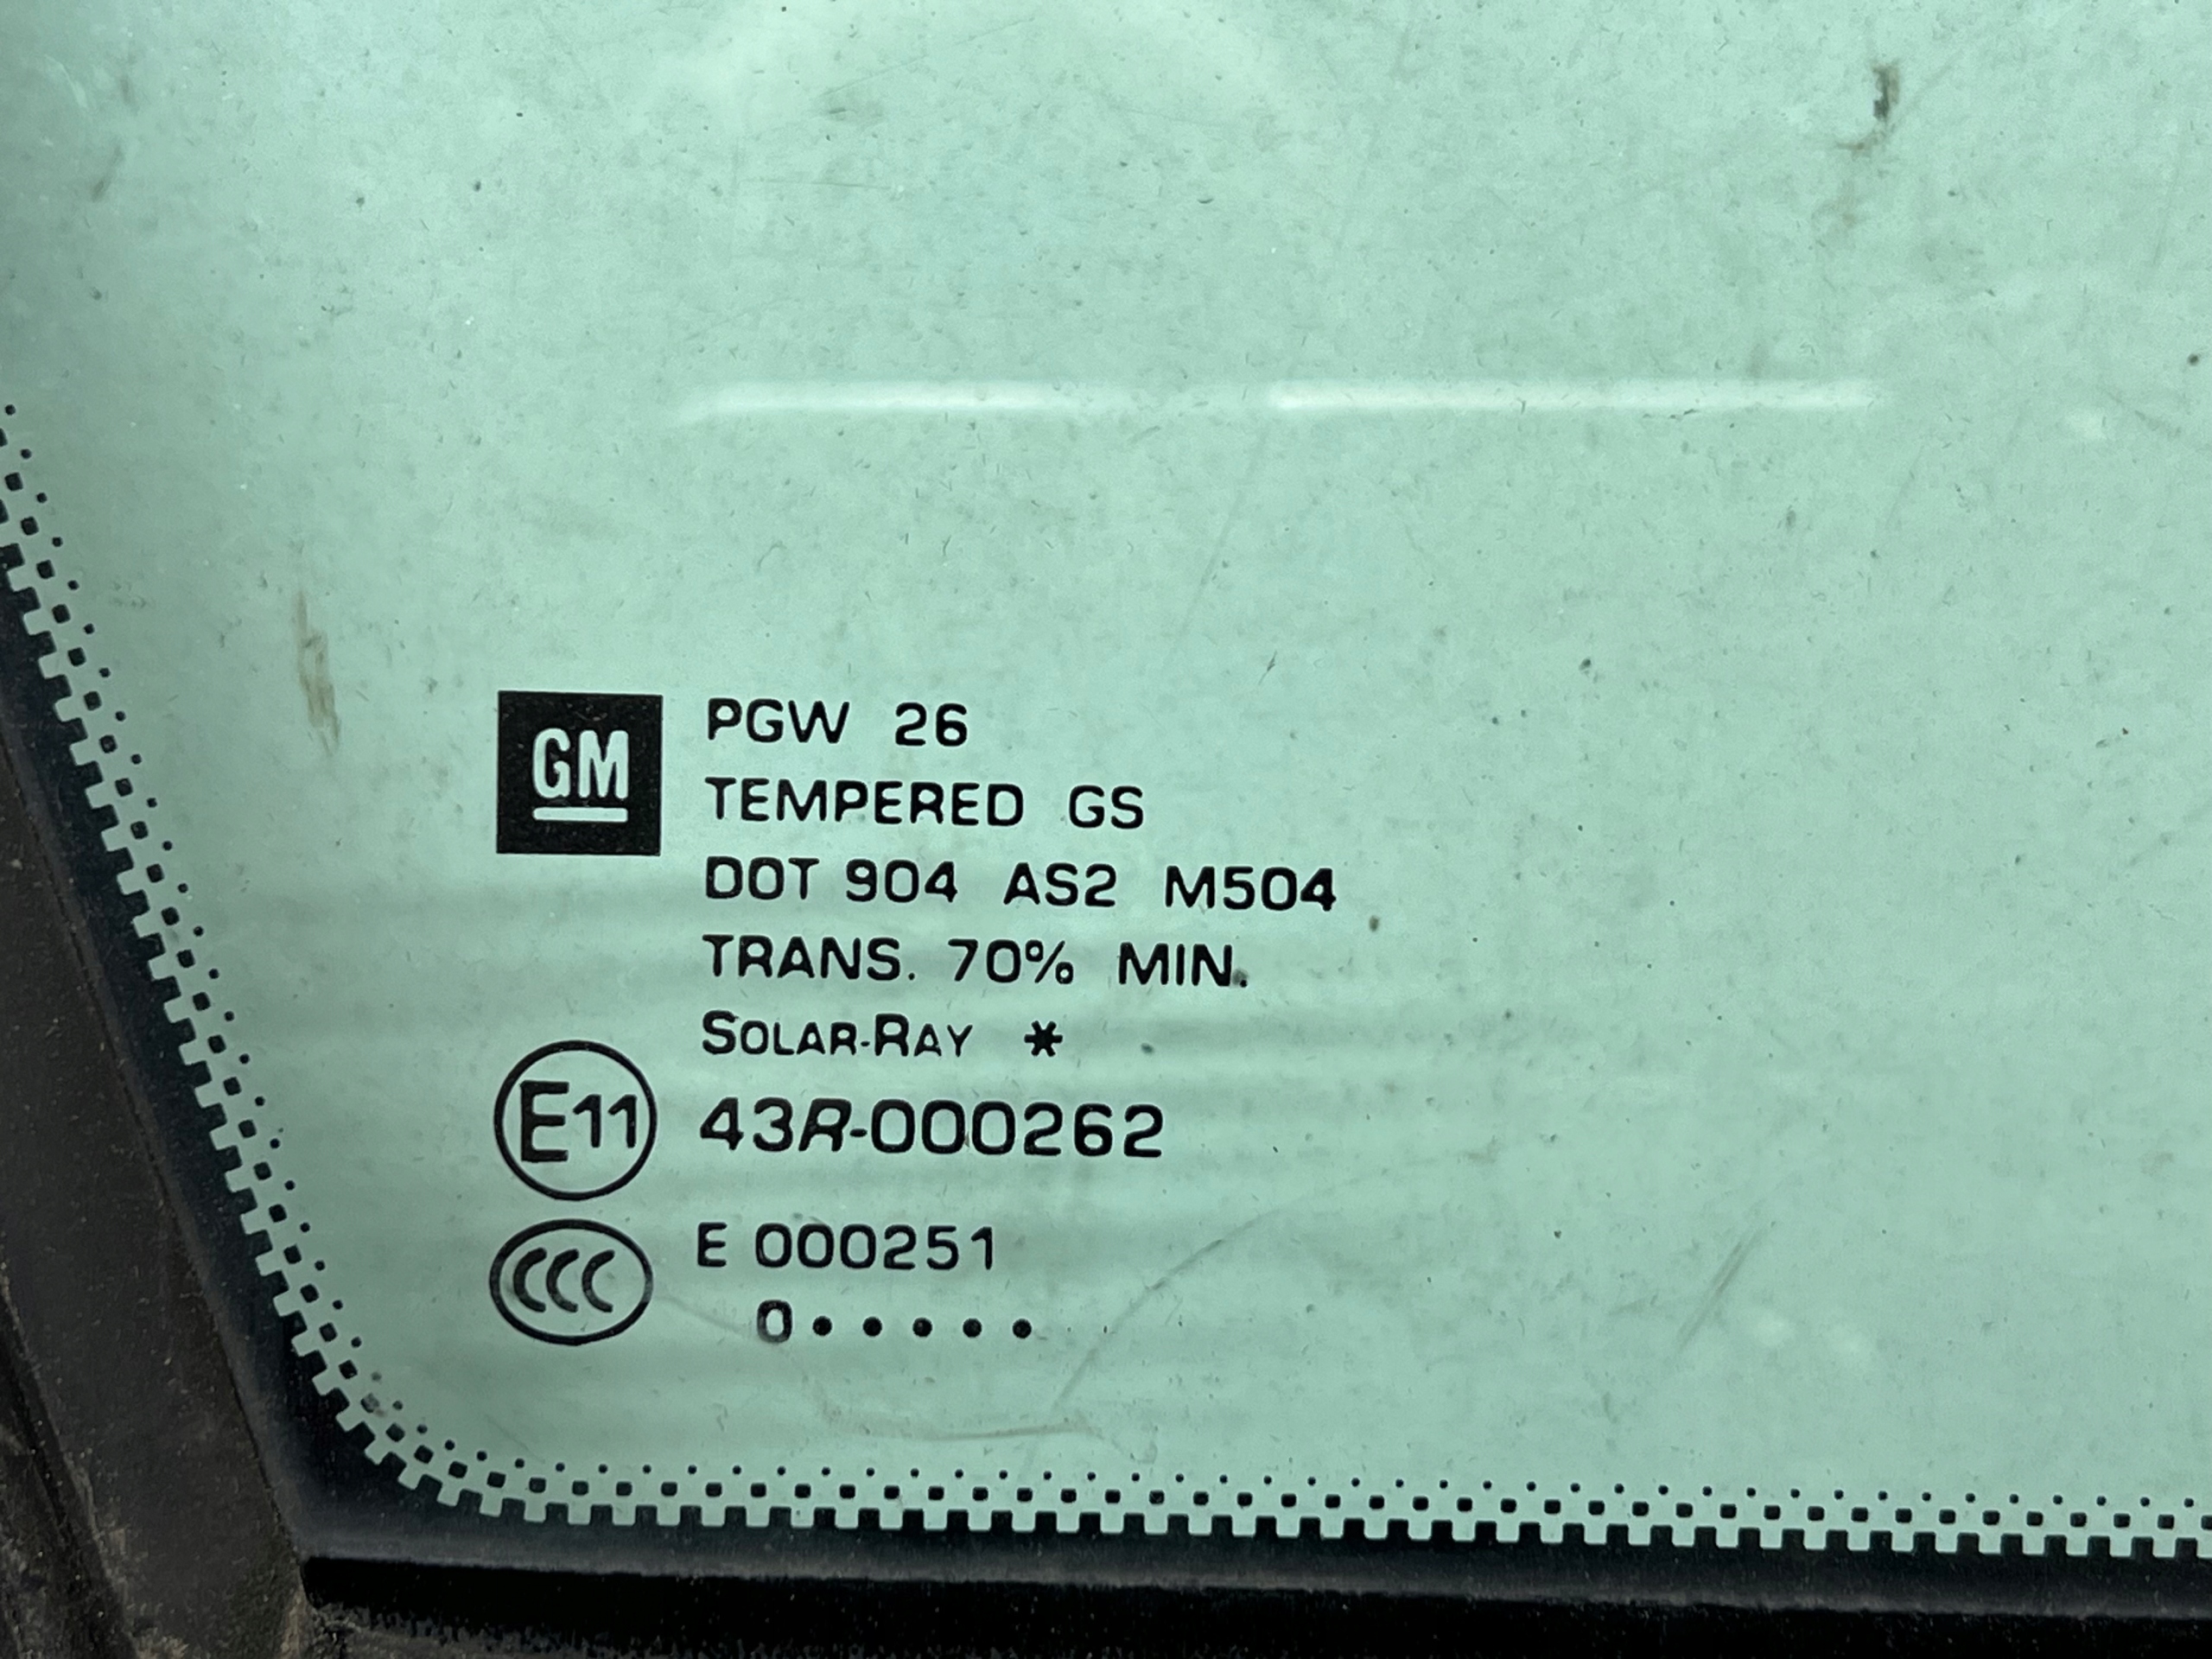 GM
PGW 26
TEMPERED GS
DOT 904 AS2 M504
TRANS. 70% MIN.
SOLAR-RAY *
E11 43R-000262
CCC E 000251
0•••••